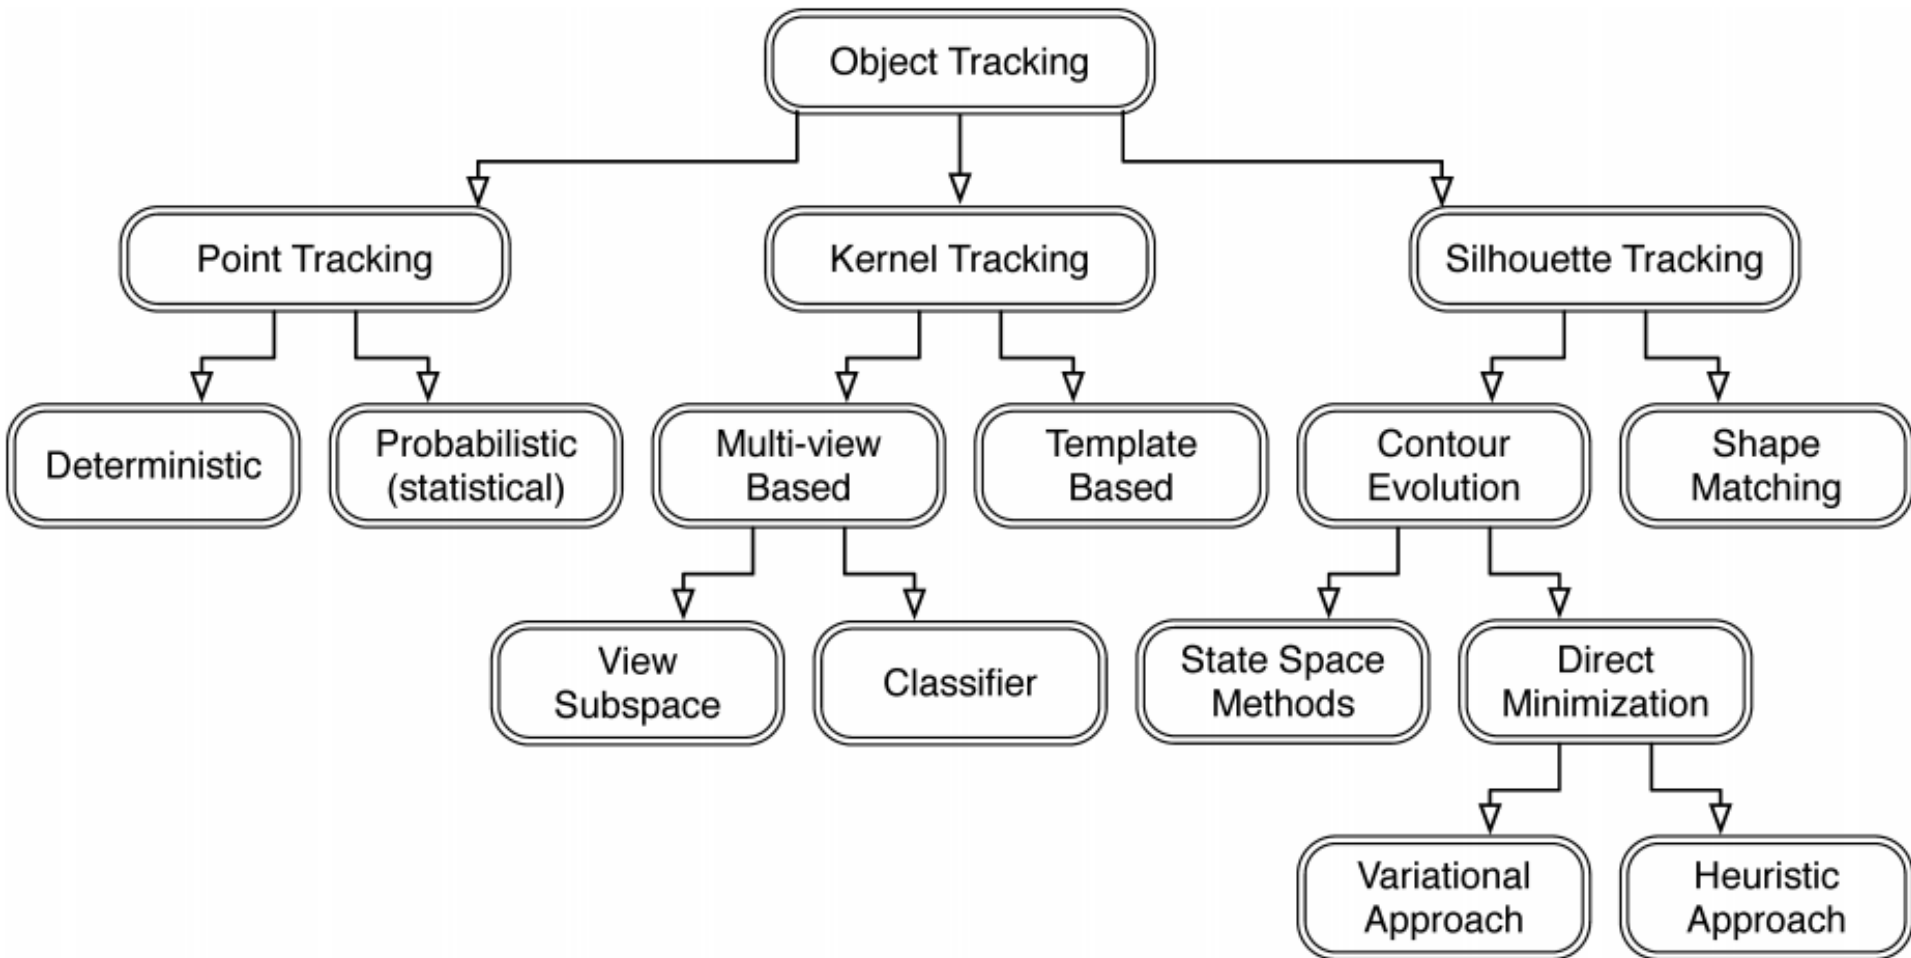 Object Tracking
Point Tracking
Kernel Tracking
Silhouette Tracking
Deterministic
Probabilistic
(statistical)
Multi-view
Based
Template
Based
Contour
Evolution
Shape
Matching
View
Subspace
Classifier
State Space
Methods
Direct
Minimization
Variational
Approach
Heuristic
Approach